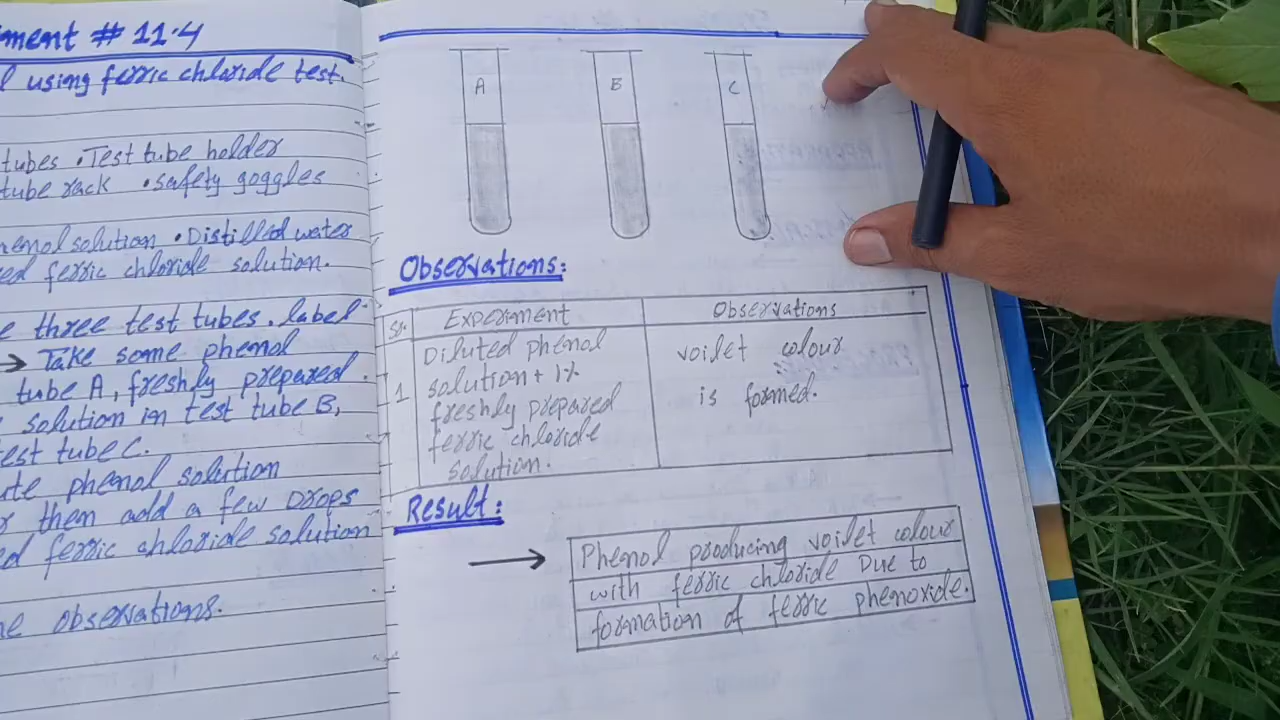 iment # 11.4
l using ferric chloride test.
tubes • Test tube holder
tube rack • safety goggles
henol solution • Distilled water
ed ferric chloride solution.
e three test tubes. label
→ Take some phenol
tube A, freshly prepared
solution in test tube B,
est tube C.
ute phenol solution
r them add a few Drops
ed ferric chloride solution
ne observations.
A B C
Observations:
Sr. Experiment Observations
1 Diluted phenol
solution + 1%
freshly prepared
ferric chloride
solution.
voilet colour
is formed.
Result:
→ Phenol producing voilet colour
with ferric chloride Due to
formation of ferric phenoxide.